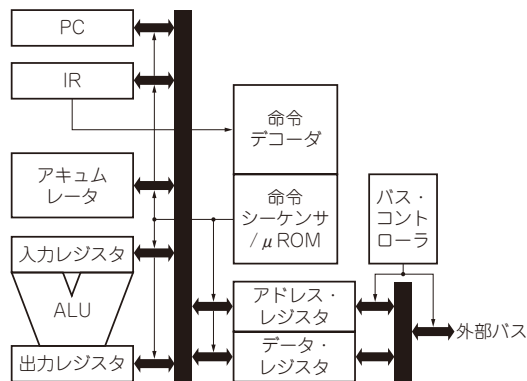 PC
IR
アキュム
レータ
入力レジスタ
ALU
出力レジスタ
命令
デコーダ
命令
シーケンサ
/μROM
アドレス・
レジスタ
データ・
レジスタ
バス・
コント
ローラ
外部バス